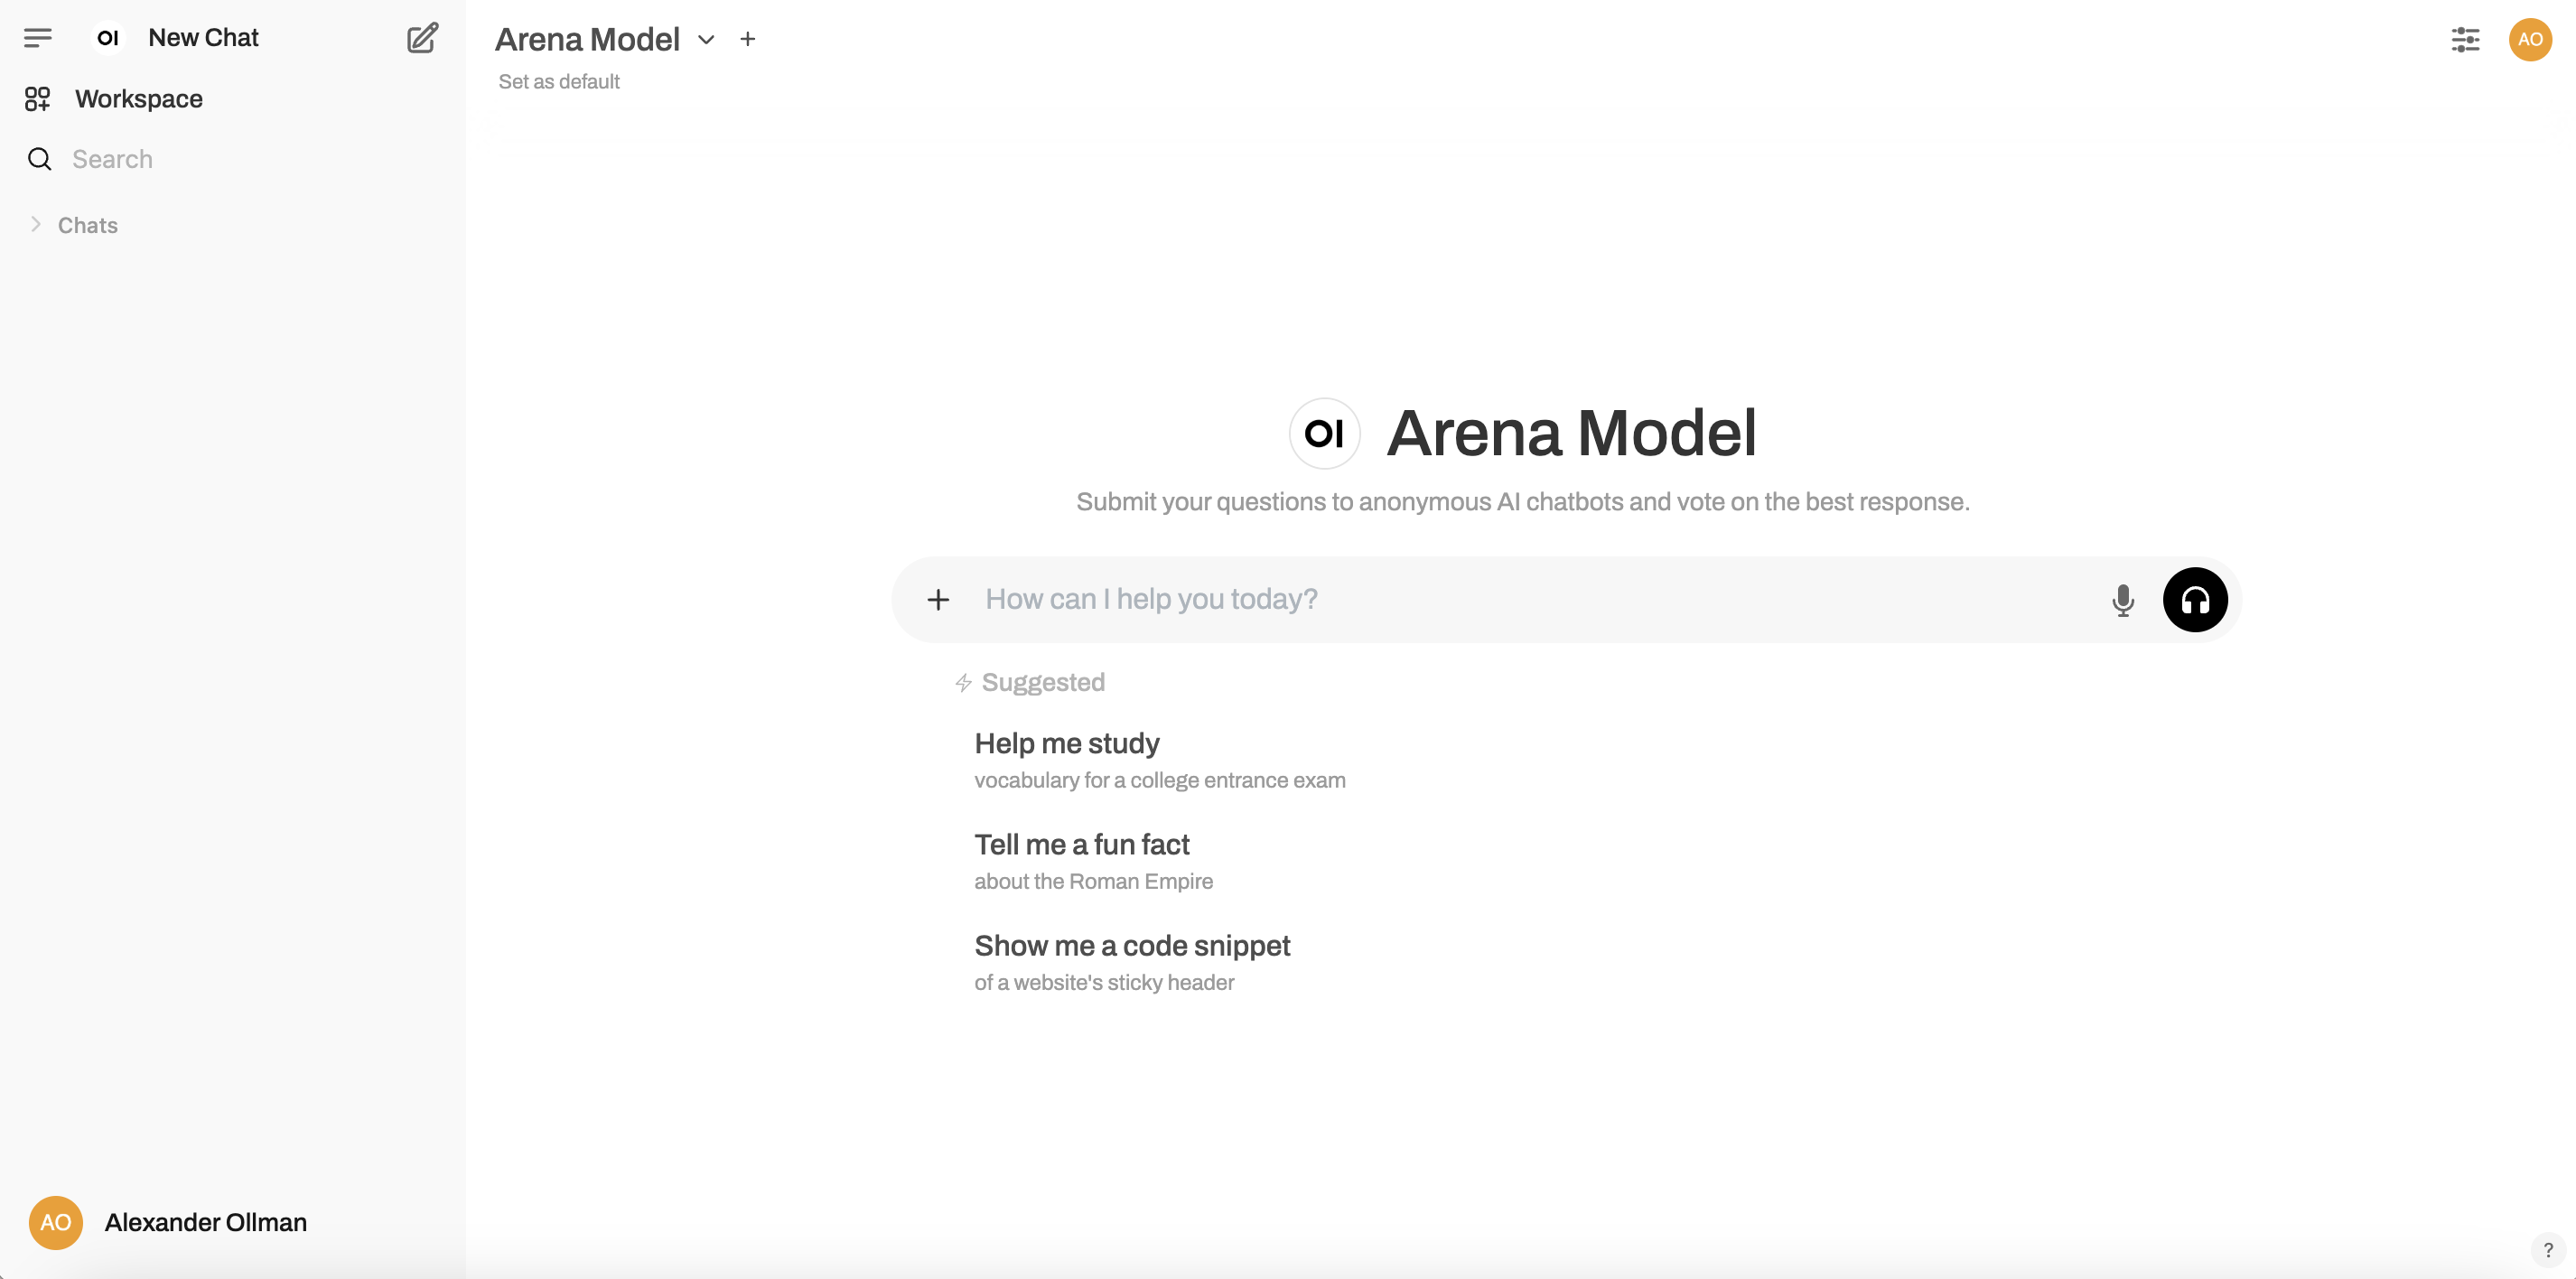 OI New Chat
Workspace
Search
Chats
Arena Model
Set as default
AO
OI Arena Model
Submit your questions to anonymous AI chatbots and vote on the best response.
How can I help you today?
Suggested
Help me study
vocabulary for a college entrance exam
Tell me a fun fact
about the Roman Empire
Show me a code snippet
of a website's sticky header
AO Alexander Ollman
?